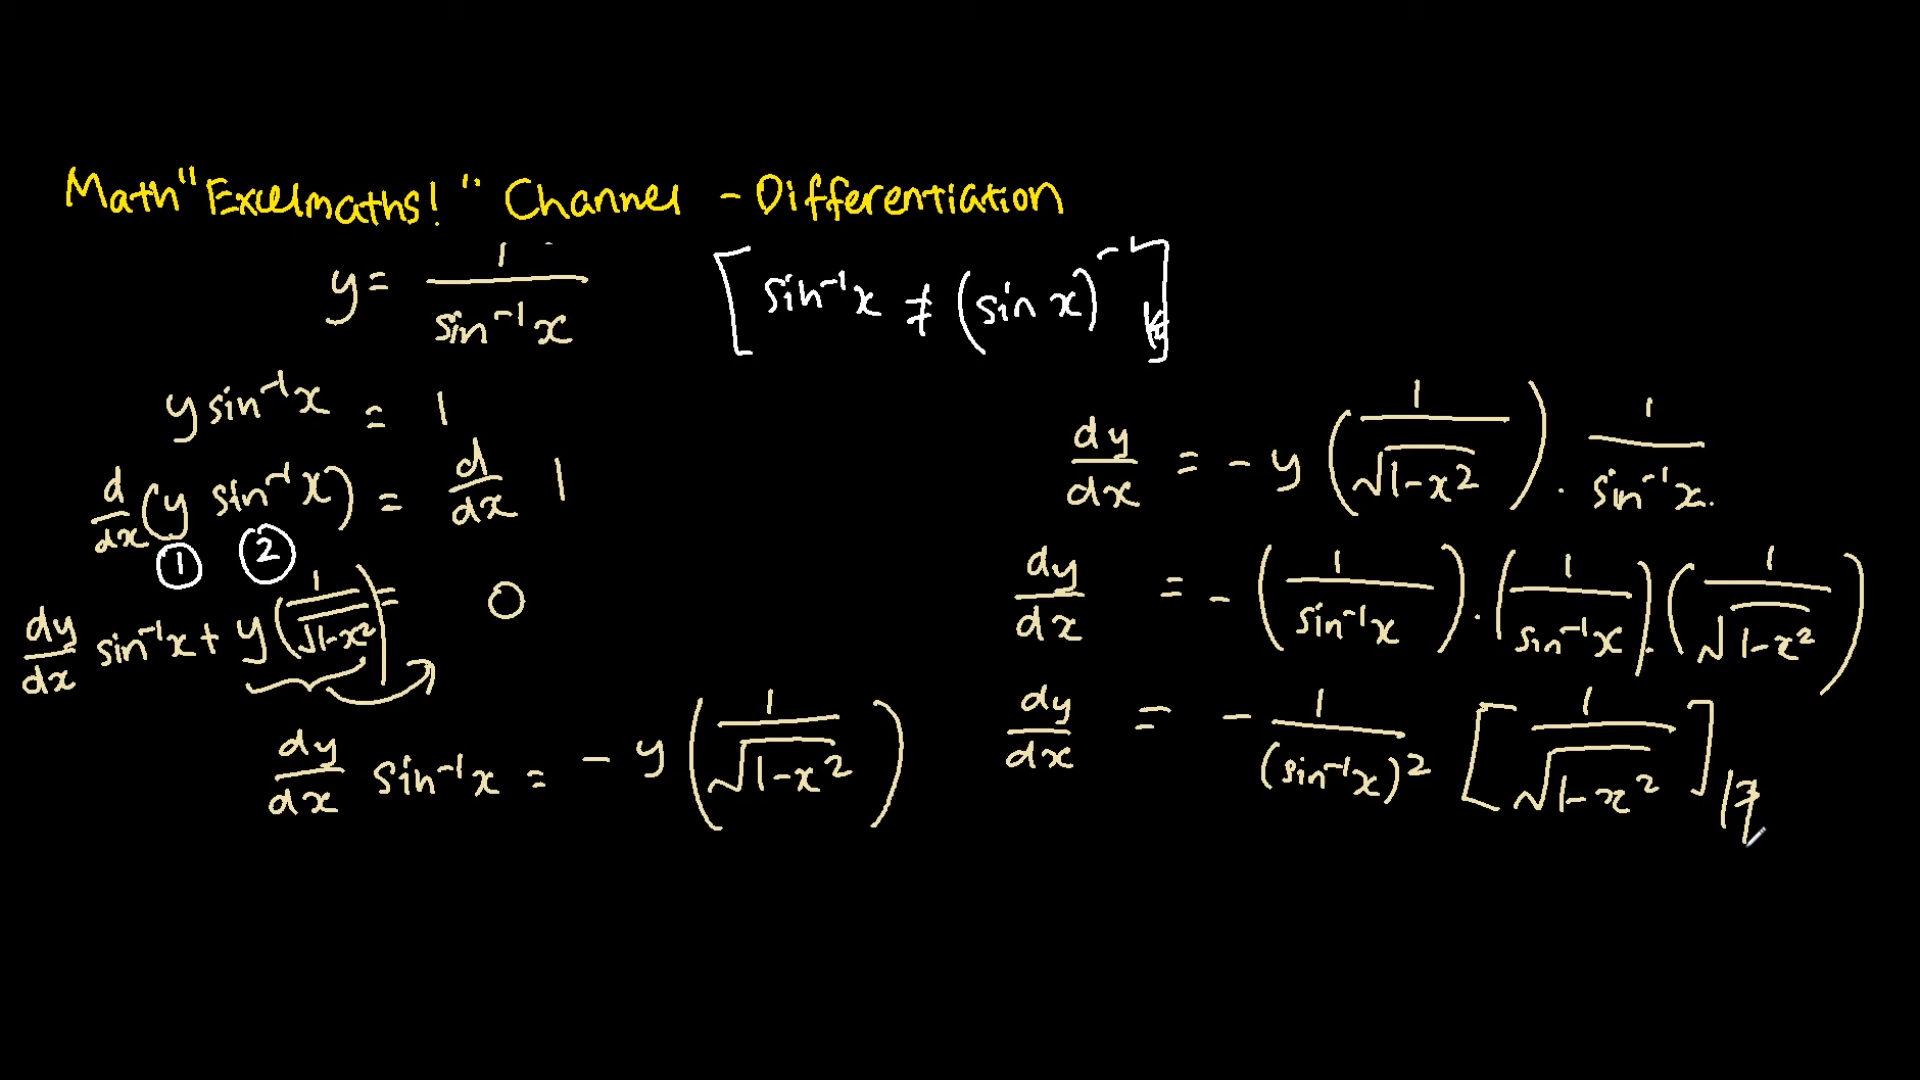 Math "Excelmaths!" Channel - Differentiation
y = 1/(sin⁻¹x)
[sin⁻¹x ≠ (sin x)⁻¹]
y sin⁻¹x = 1
d/dx (y sin⁻¹x) = d/dx 1
① ②
dy/dx sin⁻¹x + y(1/√(1-x²)) = 0
dy/dx sin⁻¹x = - y(1/√(1-x²))
dy/dx = - y(1/√(1-x²)) . 1/(sin⁻¹x).
dy/dx = - (1/(sin⁻¹x)) . (1/(sin⁻¹x)) . (1/√(1-x²))
dy/dx = - 1/(sin⁻¹x)² [1/√(1-x²)]